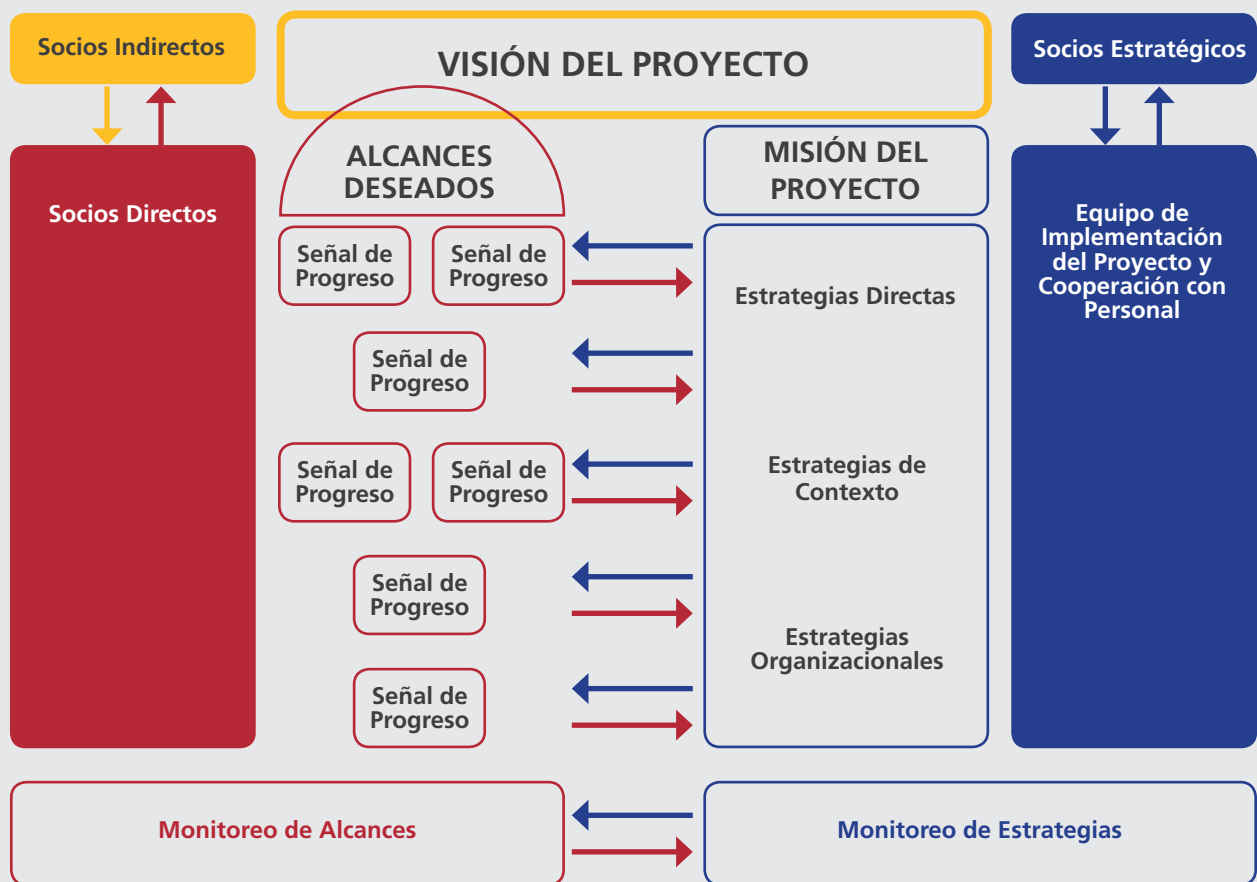 Socios Indirectos
VISIÓN DEL PROYECTO
Socios Estratégicos
Socios Directos
ALCANCES
DESEADOS
MISIÓN DEL
PROYECTO
Equipo de
Implementación
del Proyecto y
Cooperación con
Personal
Señal de
Progreso
Señal de
Progreso
Estrategias Directas
Señal de
Progreso
Señal de
Progreso
Señal de
Progreso
Estrategias de
Contexto
Señal de
Progreso
Estrategias
Organizacionales
Señal de
Progreso
Monitoreo de Alcances
Monitoreo de Estrategias